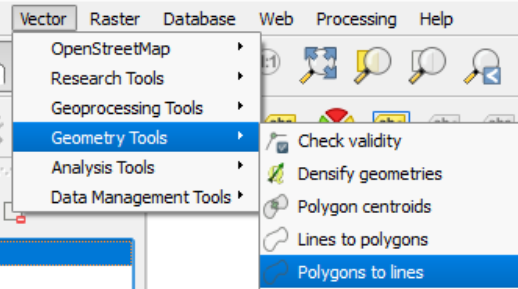 Vector Raster Database Web Processing Help
OpenStreetMap
Research Tools
Geoprocessing Tools
Geometry Tools
Analysis Tools
Data Management Tools
Check validity
Densify geometries
Polygon centroids
Lines to polygons
Polygons to lines